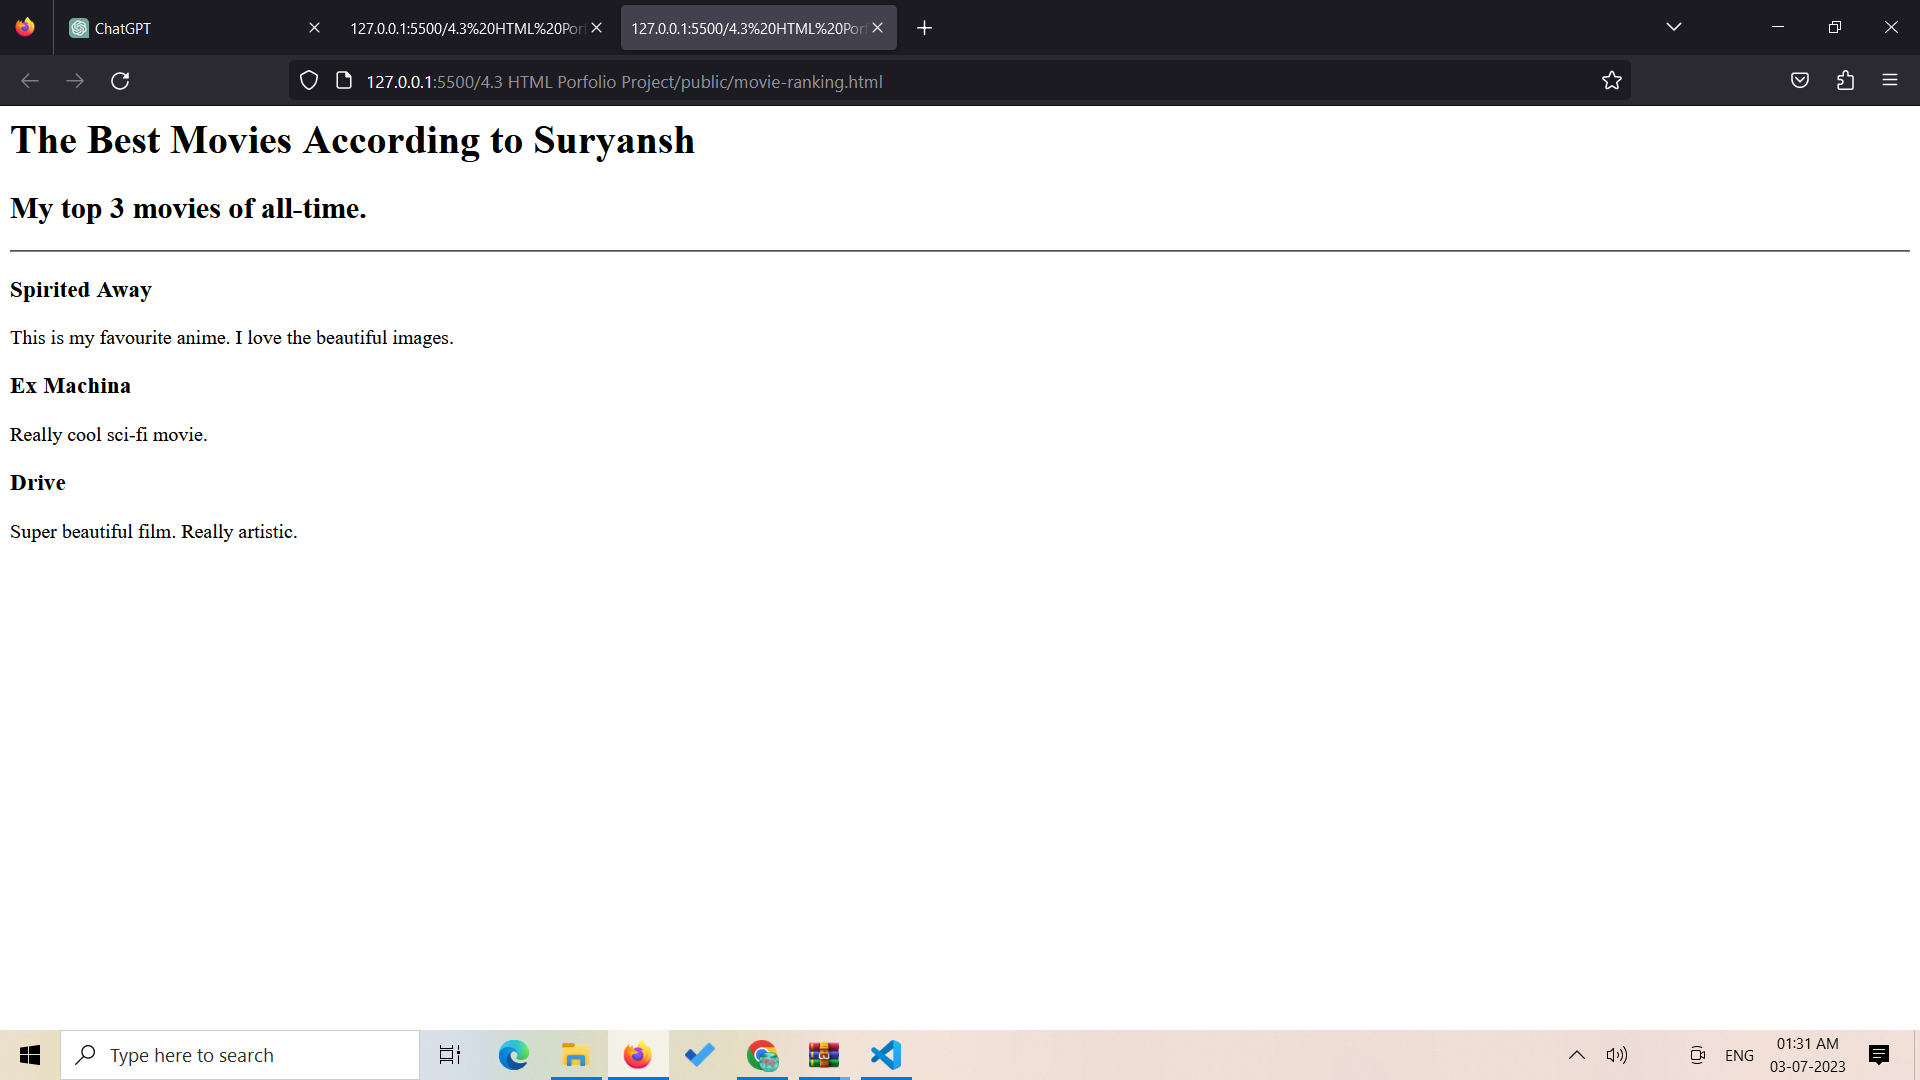 ChatGPT
127.0.0.1:5500/4.3%20HTML%20Por
127.0.0.1:5500/4.3%20HTML%20Por
127.0.0.1:5500/4.3 HTML Porfolio Project/public/movie-ranking.html
The Best Movies According to Suryansh
My top 3 movies of all-time.
Spirited Away
This is my favourite anime. I love the beautiful images.
Ex Machina
Really cool sci-fi movie.
Drive
Super beautiful film. Really artistic.
Type here to search
ENG
01:31 AM
03-07-2023